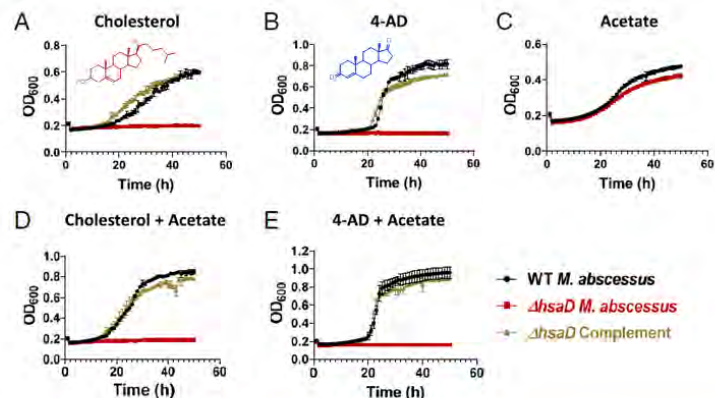 A Cholesterol
OD600
0.8
0.6
0.4
0.2
0.0
0 20 40 60
Time (h)
B 4-AD
OD600
1.0
0.8
0.6
0.4
0.2
0.0
0 20 40 60
Time (h)
C Acetate
OD600
0.6
0.4
0.2
0 20 40 60
Time (h)
D Cholesterol + Acetate
OD600
1.0
0.8
0.6
0.4
0.2
0.0
0 20 40 60
Time (h)
E 4-AD + Acetate
OD600
1.2
1.0
0.8
0.6
0.4
0.2
0.0
0 20 40 60
Time (h)
WT M. abscessus
ΔhsaD M. abscessus
ΔhsaD Complement